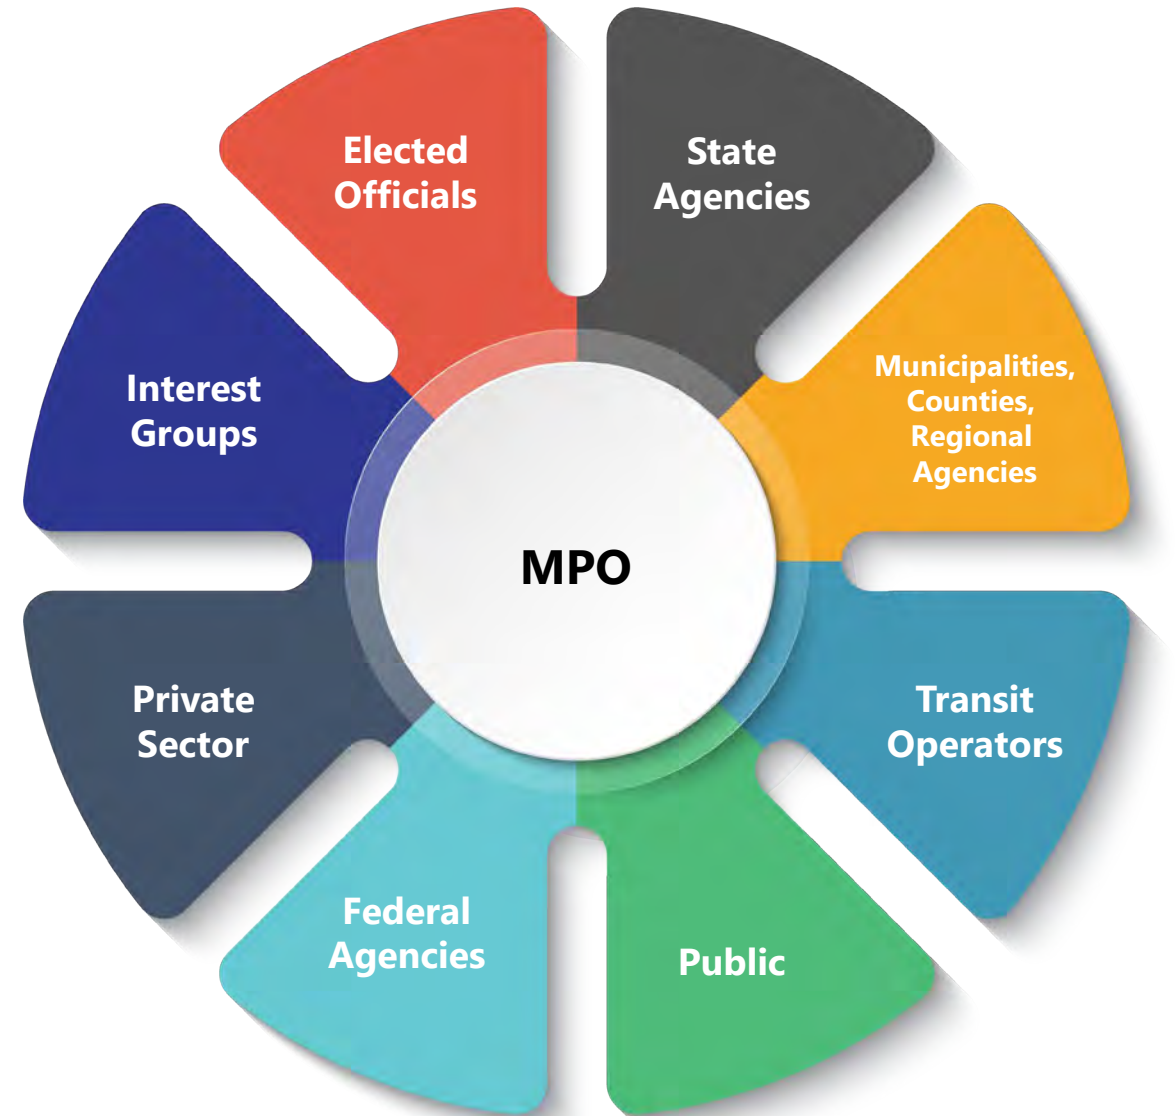 Elected
Officials
State
Agencies
Municipalities,
Counties,
Regional
Agencies
Interest
Groups
MPO
Private
Sector
Transit
Operators
Federal
Agencies
Public